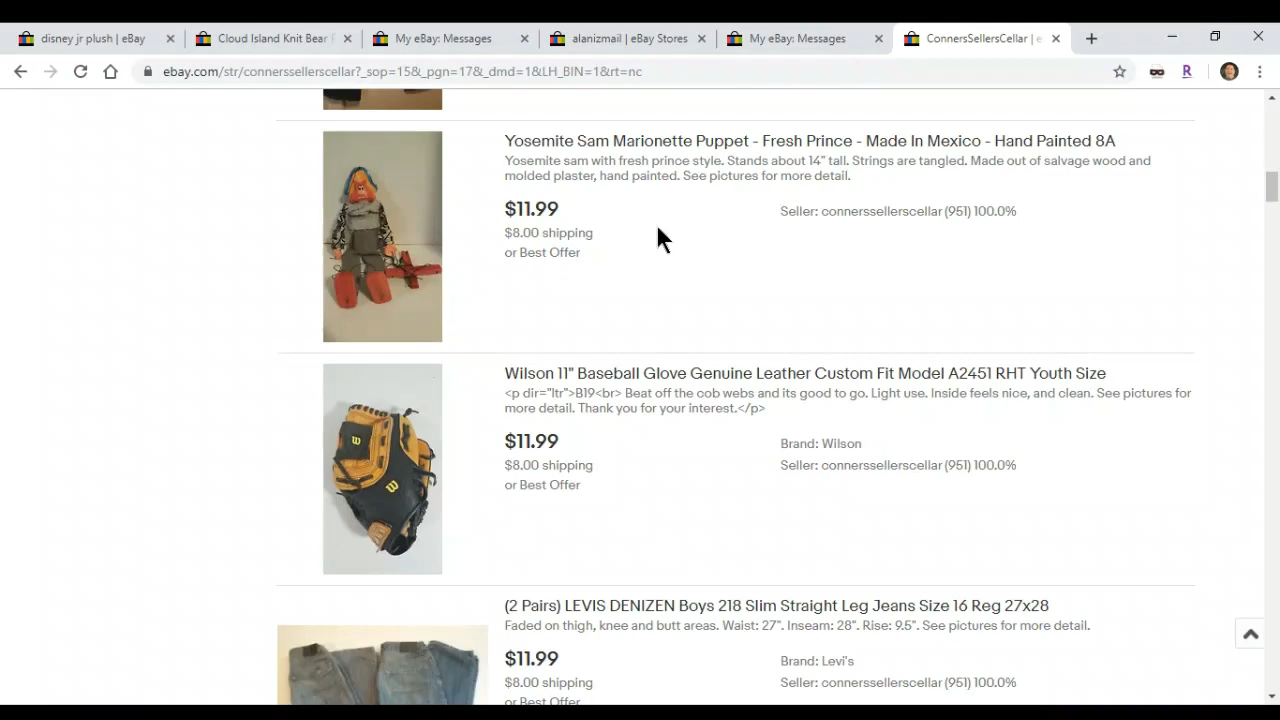 disney jr plush | eBay
Cloud Island Knit Bear
My eBay: Messages
alanizmail | eBay Stores
My eBay: Messages
ConnersSellersCellar | e
ebay.com/str/connerssellerscellar?_sop=15&_pgn=17&_dmd=1&LH_BIN=1&rt=nc
R
Yosemite Sam Marionette Puppet - Fresh Prince - Made In Mexico - Hand Painted 8A
Yosemite sam with fresh prince style. Stands about 14" tall. Strings are tangled. Made out of salvage wood and
molded plaster, hand painted. See pictures for more detail.
$11.99
Seller: connerssellerscellar (951) 100.0%
$8.00 shipping
or Best Offer
Wilson 11" Baseball Glove Genuine Leather Custom Fit Model A2451 RHT Youth Size
<p dir="ltr">B19<br> Beat off the cob webs and its good to go. Light use. Inside feels nice, and clean. See pictures for
more detail. Thank you for your interest.</p>
$11.99
Brand: Wilson
$8.00 shipping
Seller: connerssellerscellar (951) 100.0%
or Best Offer
(2 Pairs) LEVIS DENIZEN Boys 218 Slim Straight Leg Jeans Size 16 Reg 27x28
Faded on thigh, knee and butt areas. Waist: 27". Inseam: 28". Rise: 9.5". See pictures for more detail.
$11.99
Brand: Levi's
$8.00 shipping
Seller: connerssellerscellar (951) 100.0%
or Best Offer